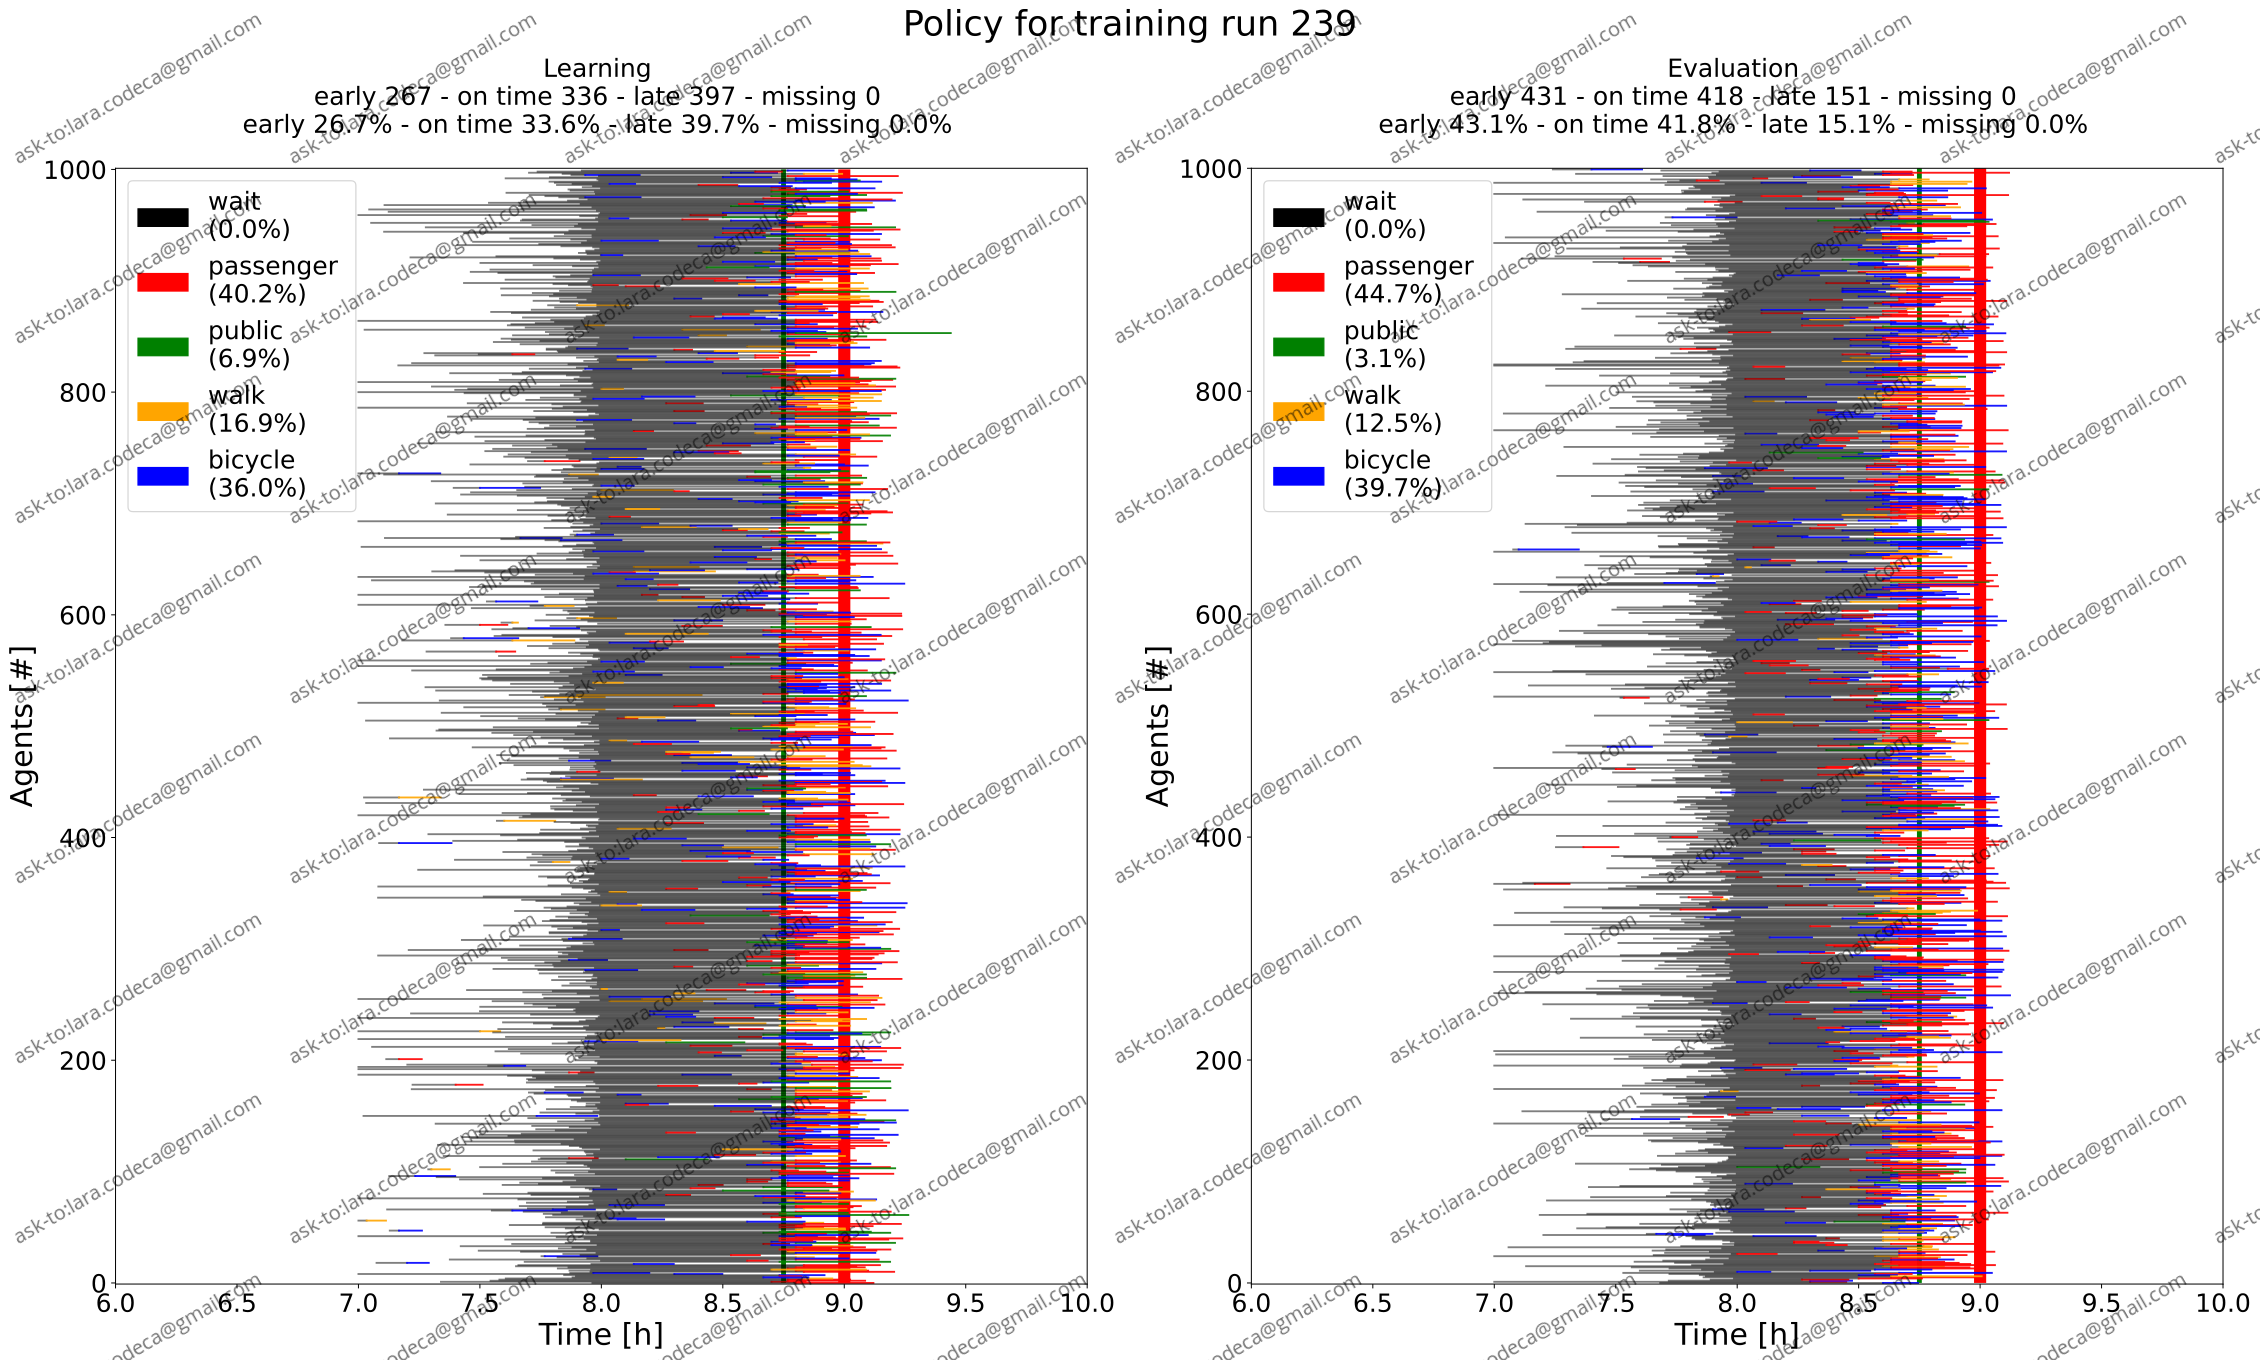 Policy for training run 239
Learning
early 267 - on time 336 - late 397 - missing 0
early 26.7% - on time 33.6% - late 39.7% - missing 0.0%
Evaluation
early 431 - on time 418 - late 151 - missing 0
early 43.1% - on time 41.8% - late 15.1% - missing 0.0%
1000
800
600
400
200
0
Agents [#]
wait
(0.0%)
passenger
(40.2%)
public
(6.9%)
walk
(16.9%)
bicycle
(36.0%)
6.0 6.5 7.0 7.5 8.0 8.5 9.0 9.5 10.0
Time [h]
1000
800
600
400
200
0
Agents [#]
wait
(0.0%)
passenger
(44.7%)
public
(3.1%)
walk
(12.5%)
bicycle
(39.7%)
6.0 6.5 7.0 7.5 8.0 8.5 9.0 9.5 10.0
Time [h]
ask-to:lara.codeca@gmail.com